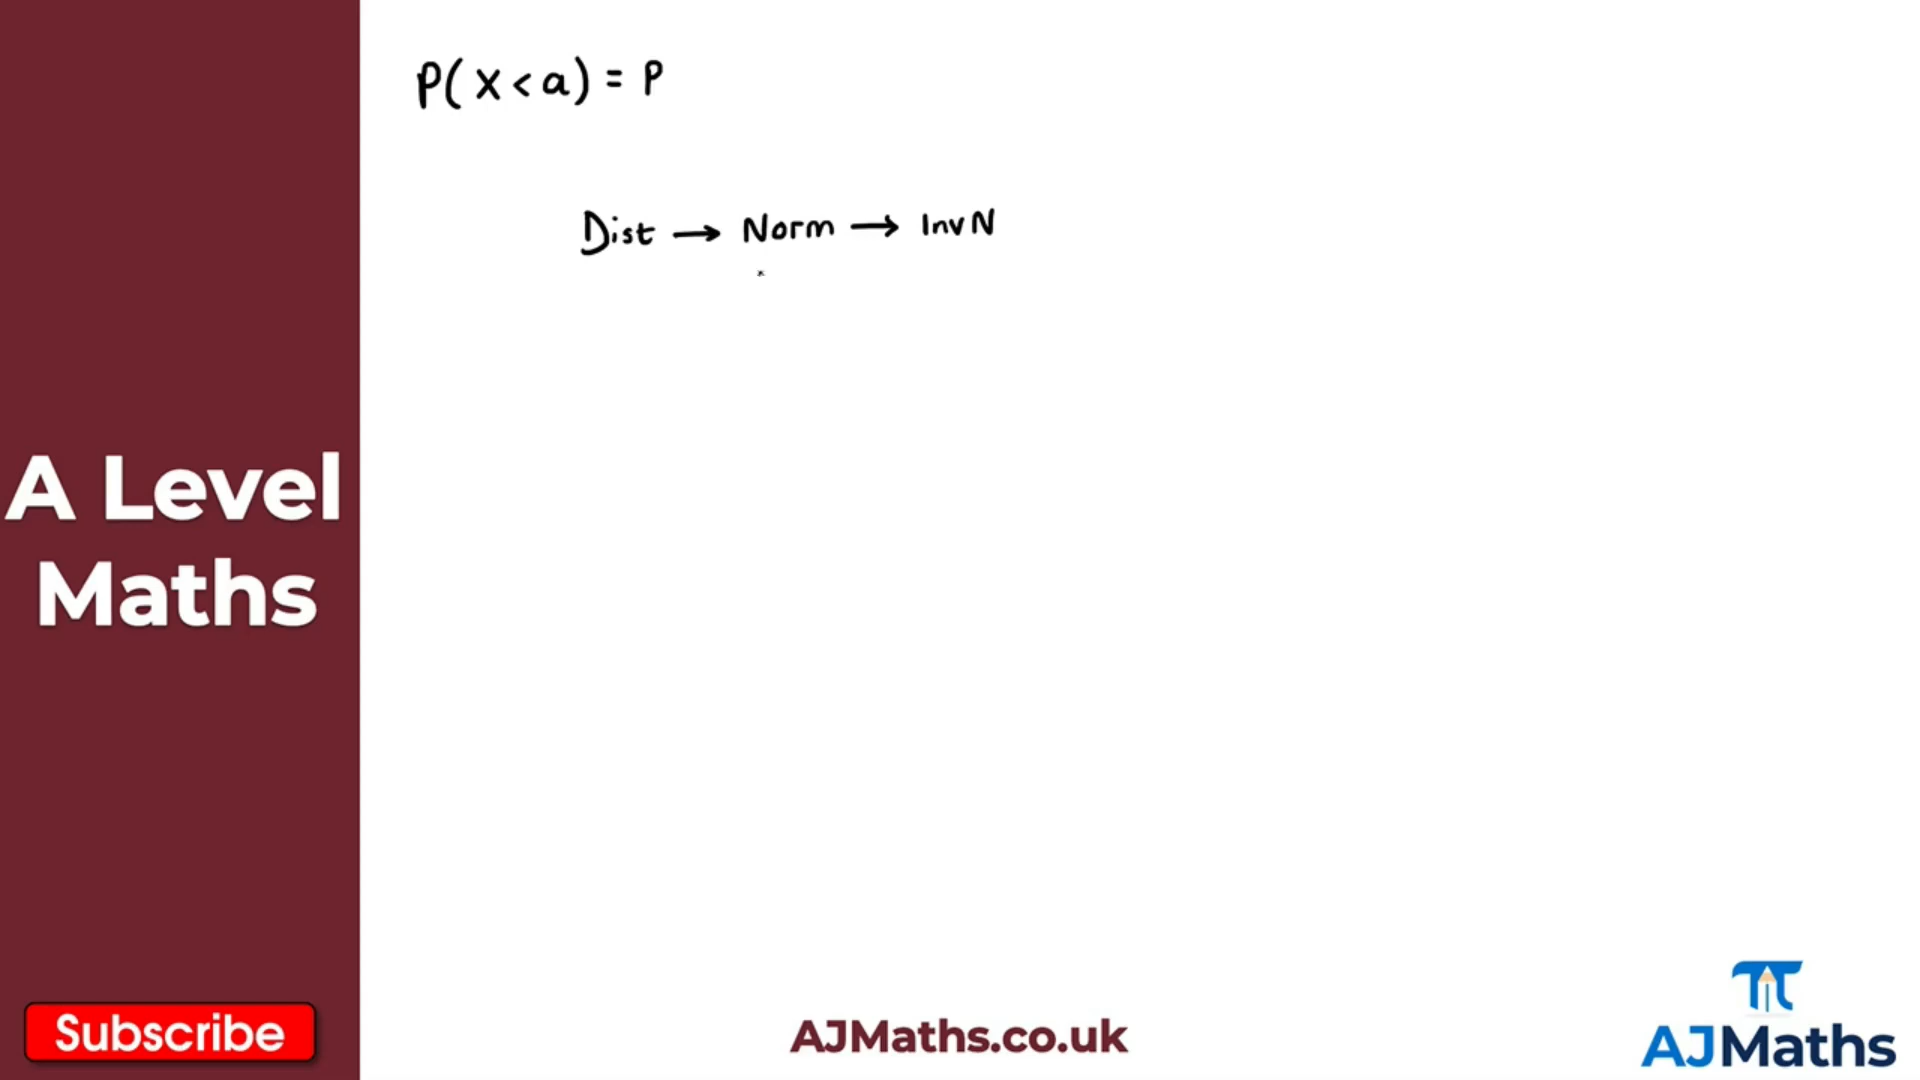 P(X<a) = P
Dist → Norm → InvN
A Level
Maths
Subscribe
AJMaths.co.uk
AJMaths